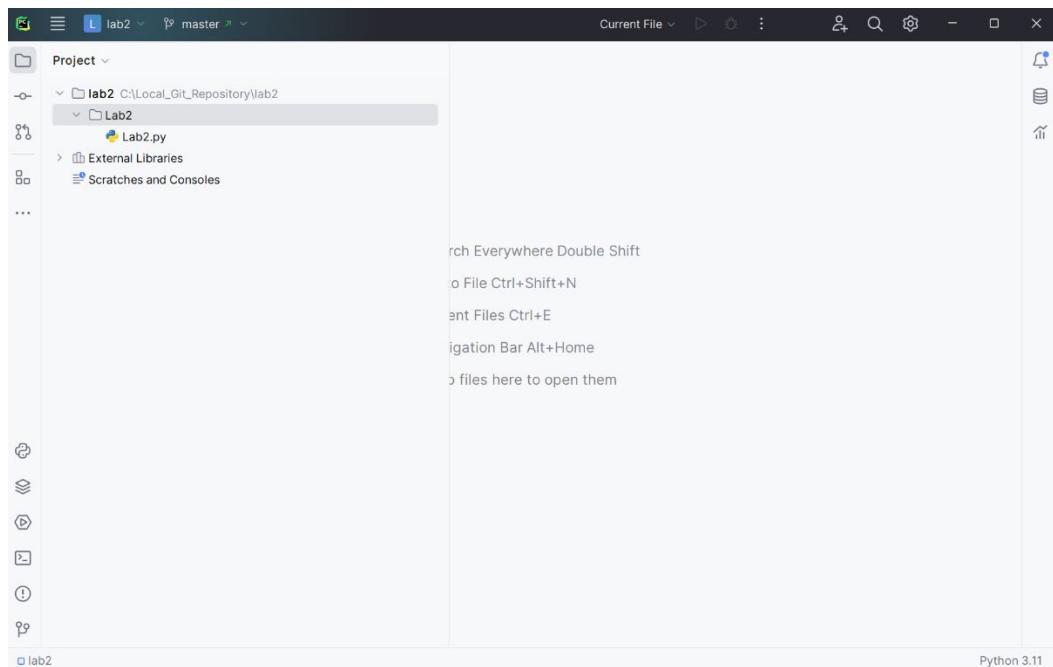 PC
L lab2
master
Current File
Project
lab2 C:\Local_Git_Repository\lab2
Lab2
Lab2.py
External Libraries
Scratches and Consoles
rch Everywhere Double Shift
o File Ctrl+Shift+N
ent Files Ctrl+E
igation Bar Alt+Home
files here to open them
lab2
Python 3.11